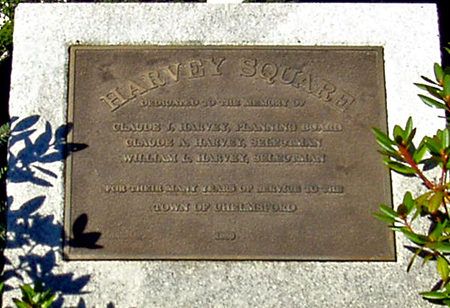 HARVEY SQUARE
DEDICATED TO THE MEMORY OF
CLAUDE J. HARVEY, PLANNING BOARD
CLAUDE A. HARVEY, SELECTMAN
WILLIAM C. HARVEY, SELECTMAN
FOR THEIR MANY YEARS OF SERVICE TO THE
TOWN OF CHELMSFORD